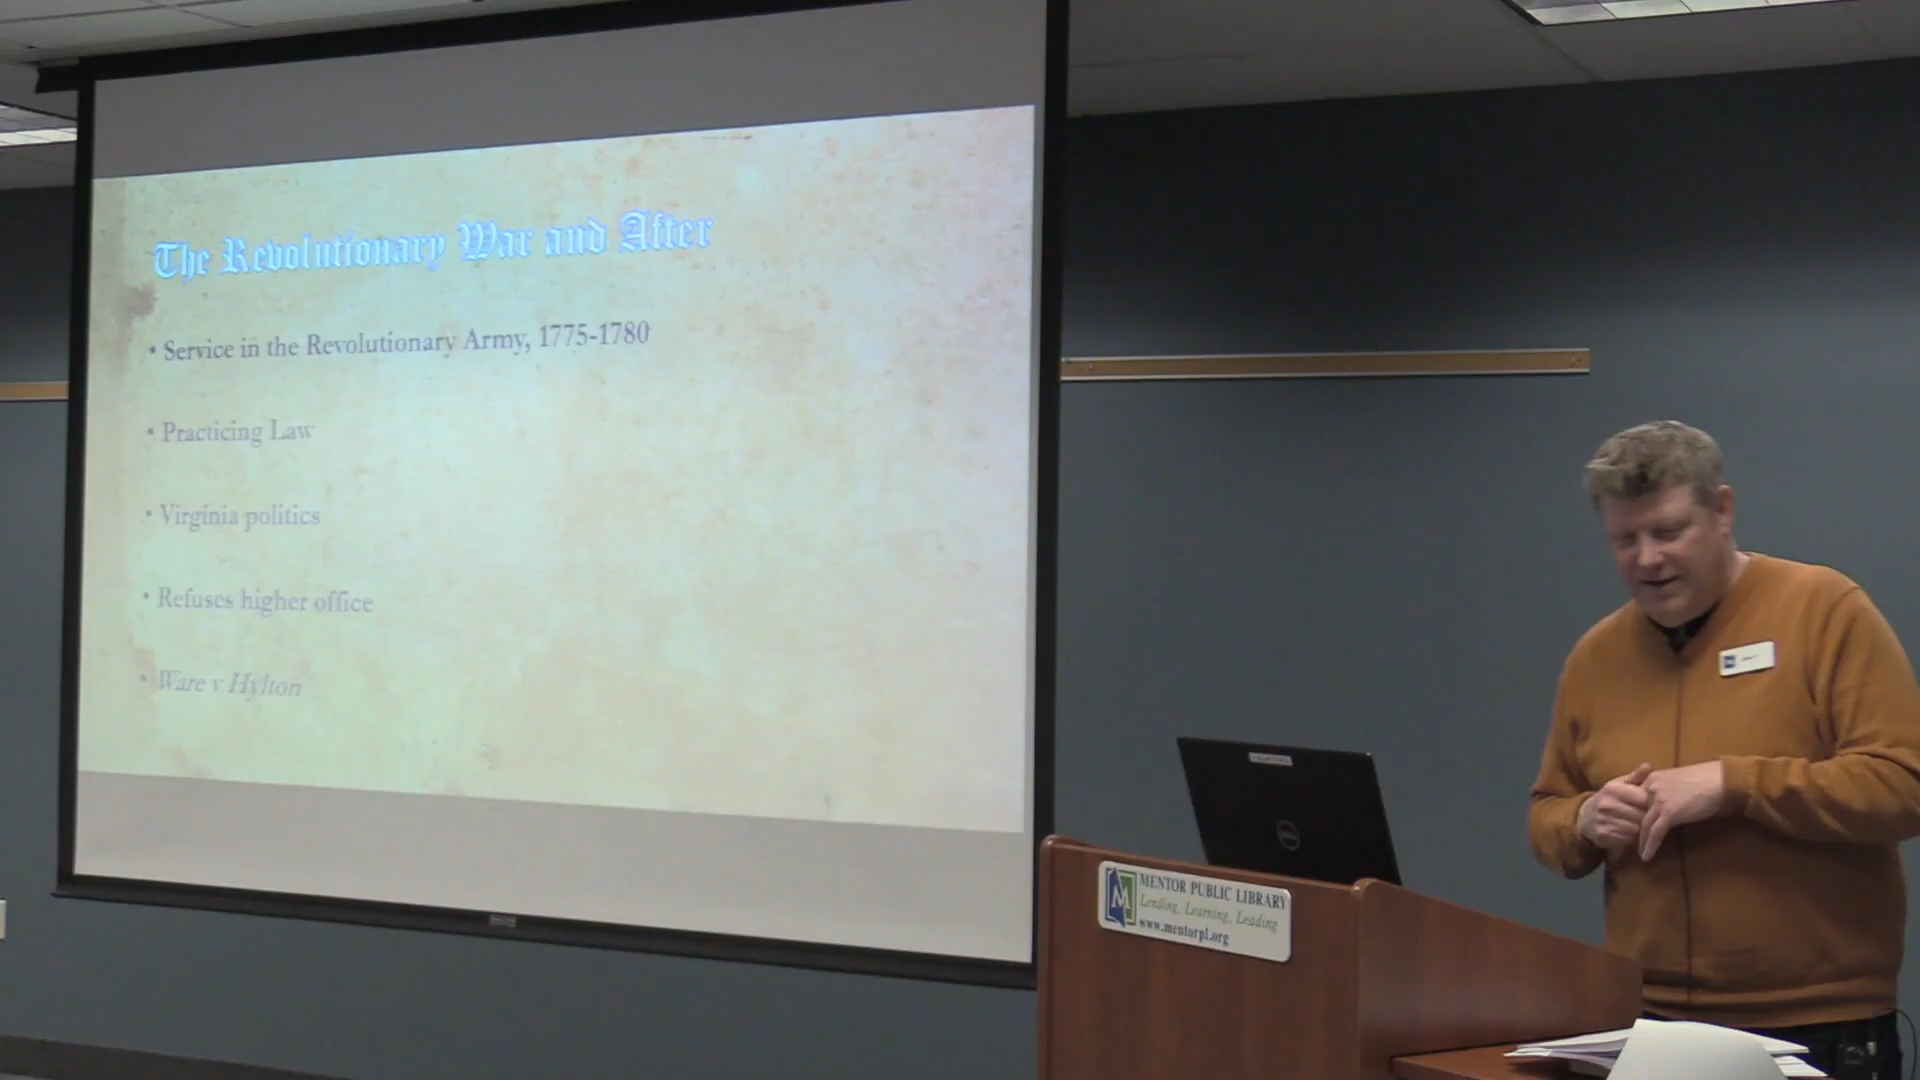 The Revolutionary War and After
• Service in the Revolutionary Army, 1775-1780
• Practicing Law
• Virginia politics
• Refuses higher office
• Ware v Hylton
MENTOR PUBLIC LIBRARY
Lending, Learning, Leading
www.mentorpl.org
DELL
M